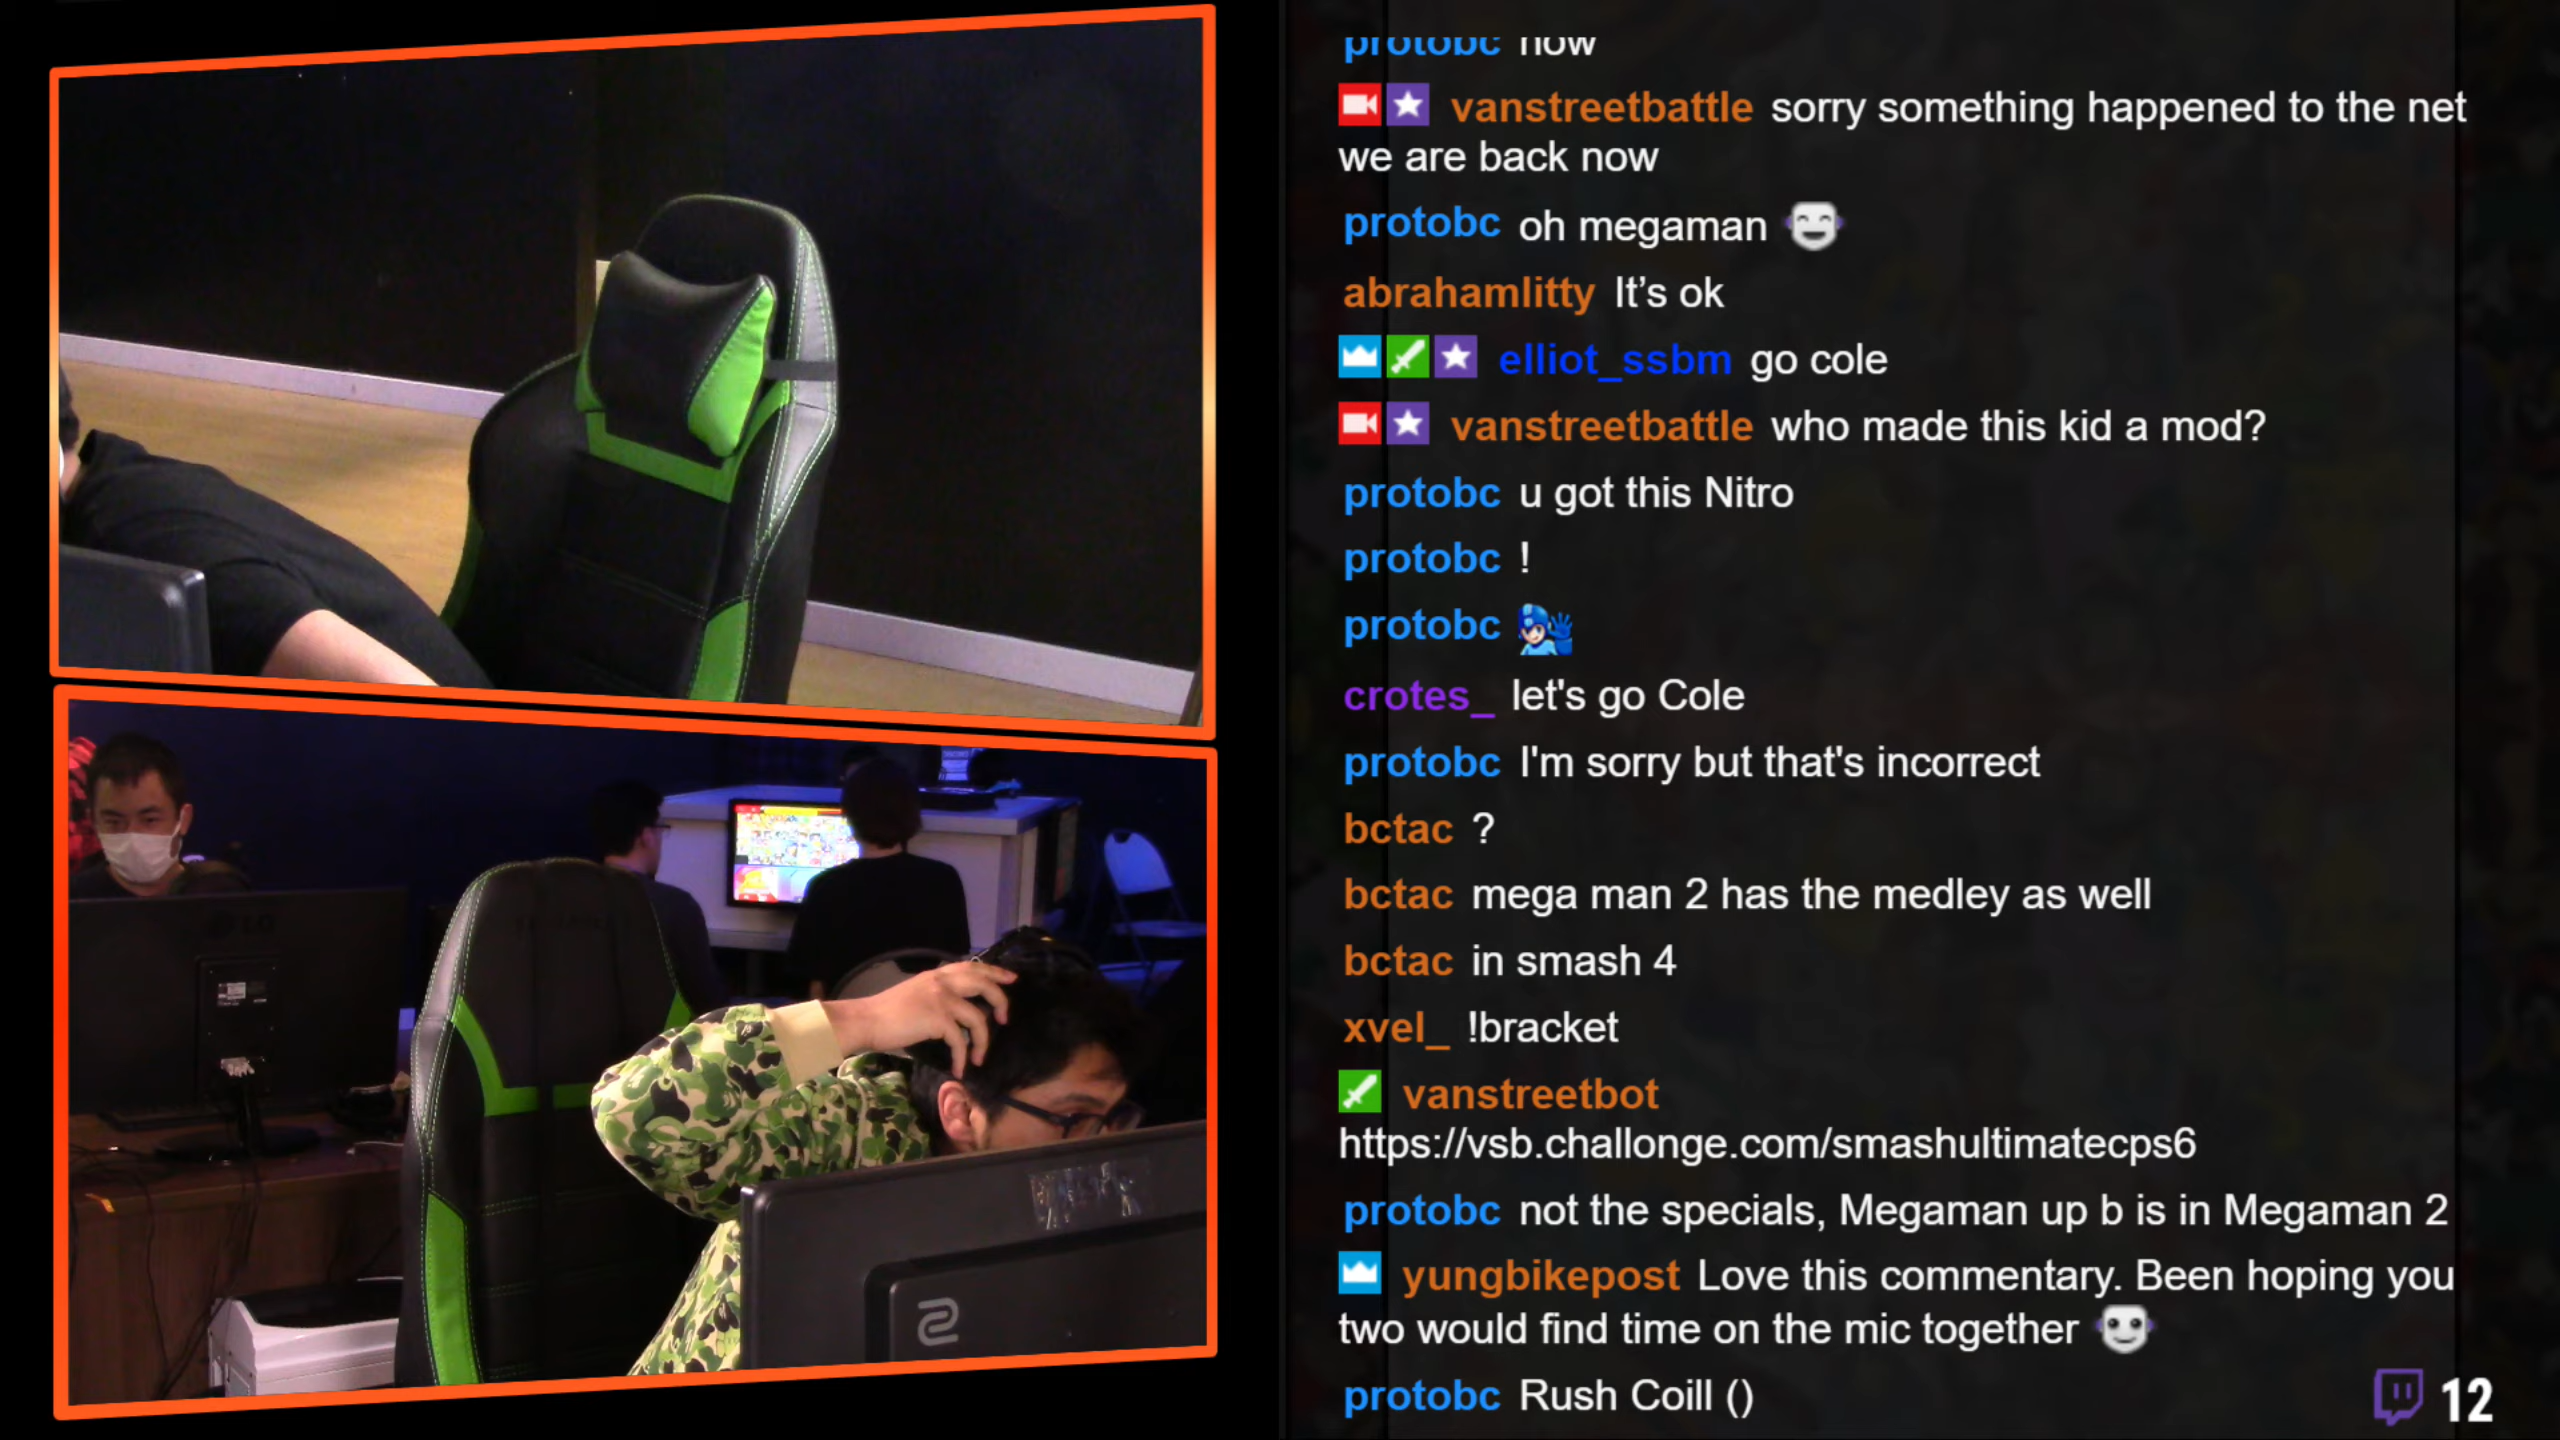 protobc now
vanstreetbattle sorry something happened to the net
we are back now
protobc oh megaman
abrahamlitty It’s ok
elliot_ssbm go cole
vanstreetbattle who made this kid a mod?
protobc u got this Nitro
protobc !
protobc
crotes_ let's go Cole
protobc I'm sorry but that's incorrect
bctac ?
bctac mega man 2 has the medley as well
bctac in smash 4
xvel_ !bracket
vanstreetbot
https://vsb.challonge.com/smashultimatecps6
protobc not the specials, Megaman up b is in Megaman 2
yungbikepost Love this commentary. Been hoping you
two would find time on the mic together
protobc Rush Coill ()
12
LG